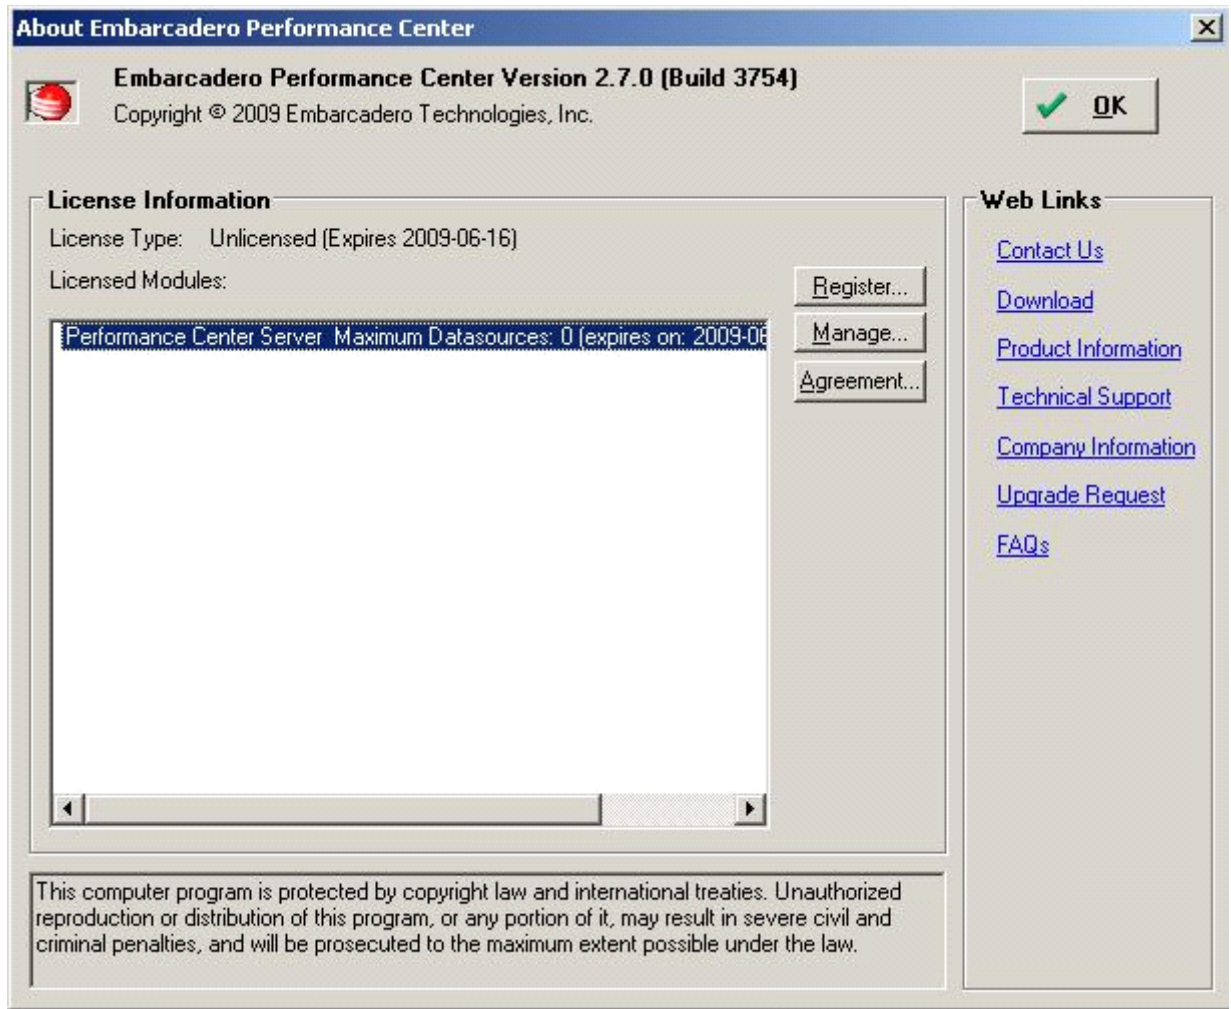 About Embarcadero Performance Center
Embarcadero Performance Center Version 2.7.0 (Build 3754)
Copyright © 2009 Embarcadero Technologies, Inc.
OK
License Information
License Type: Unlicensed (Expires 2009-06-16)
Licensed Modules:
Register...
Performance Center Server Maximum Datasources: 0 (expires on: 2009-06
Manage...
Agreement...
Web Links
Contact Us
Download
Product Information
Technical Support
Company Information
Upgrade Request
FAQs
This computer program is protected by copyright law and international treaties. Unauthorized
reproduction or distribution of this program, or any portion of it, may result in severe civil and
criminal penalties, and will be prosecuted to the maximum extent possible under the law.